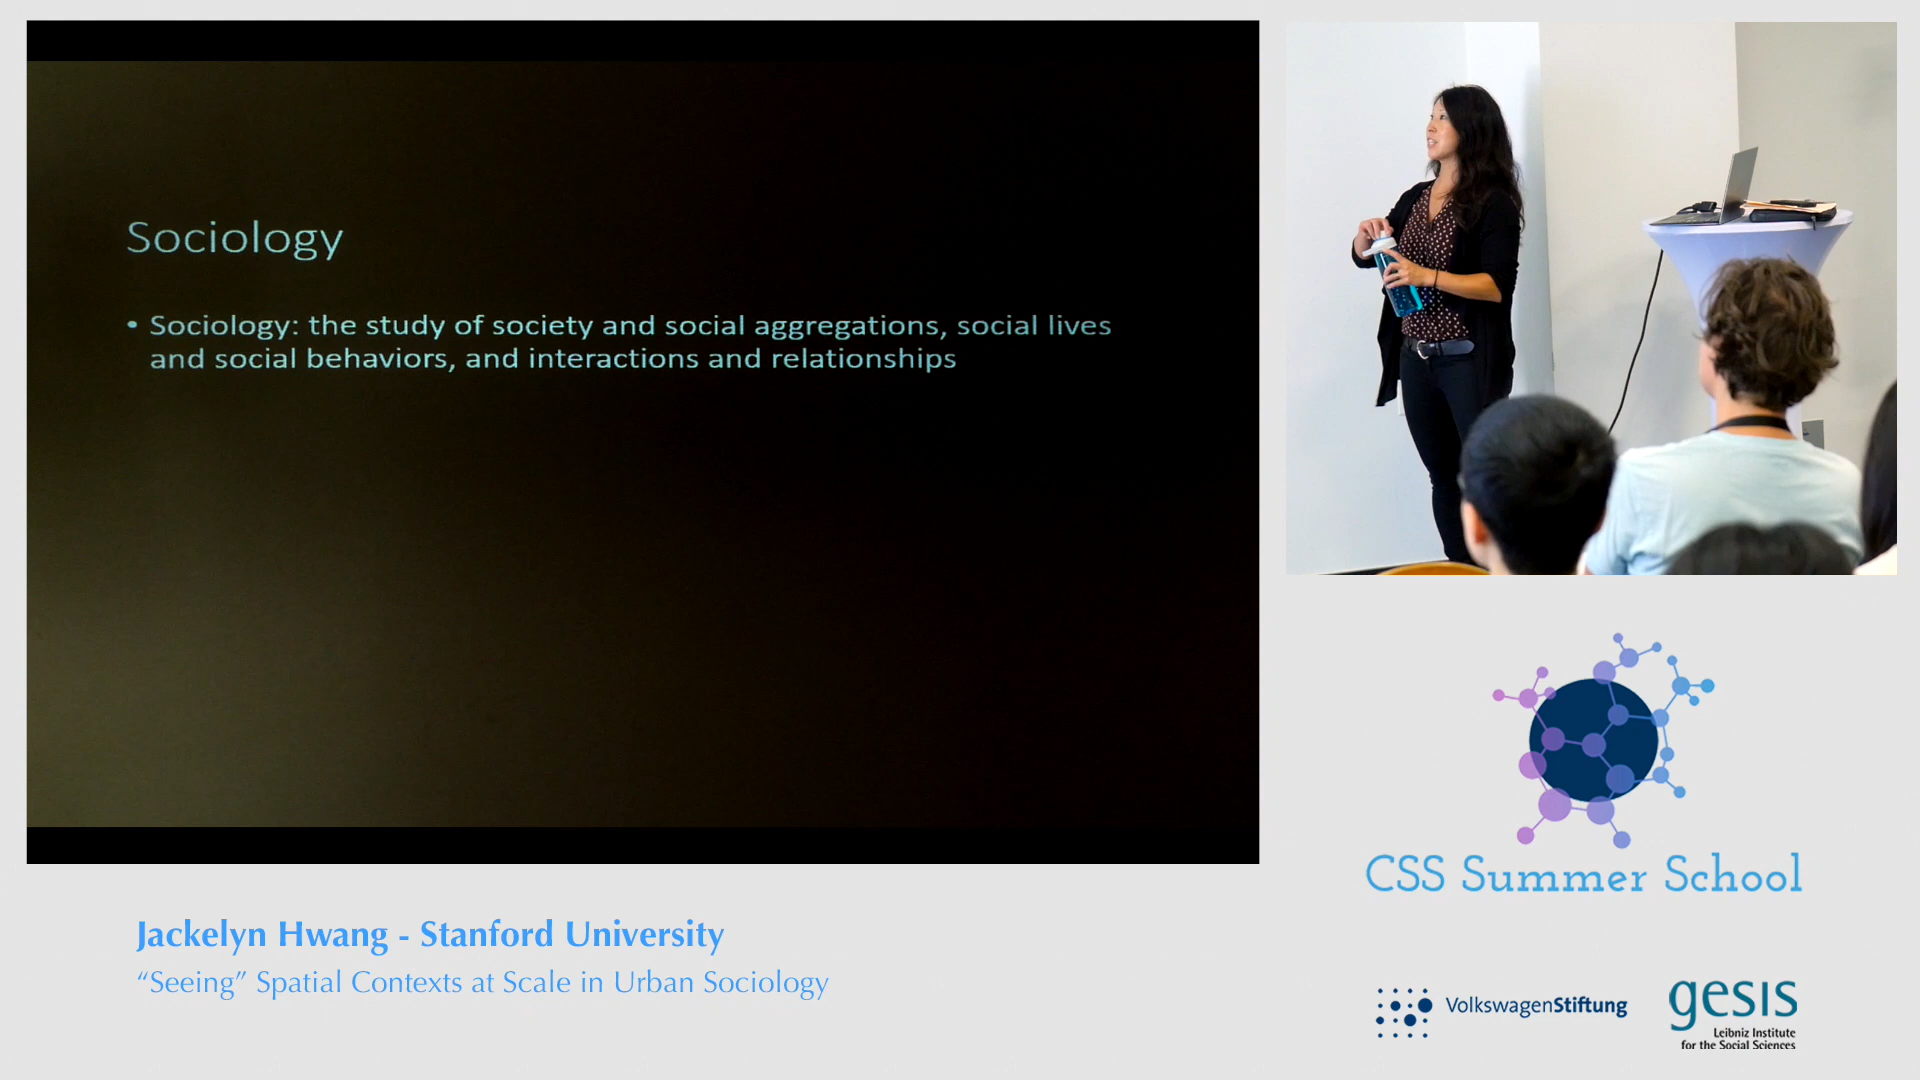 Sociology
• Sociology: the study of society and social aggregations, social lives
and social behaviors, and interactions and relationships
Jackelyn Hwang - Stanford University
“Seeing” Spatial Contexts at Scale in Urban Sociology
CSS Summer School
VolkswagenStiftung
gesis
Leibniz Institute
for the Social Sciences